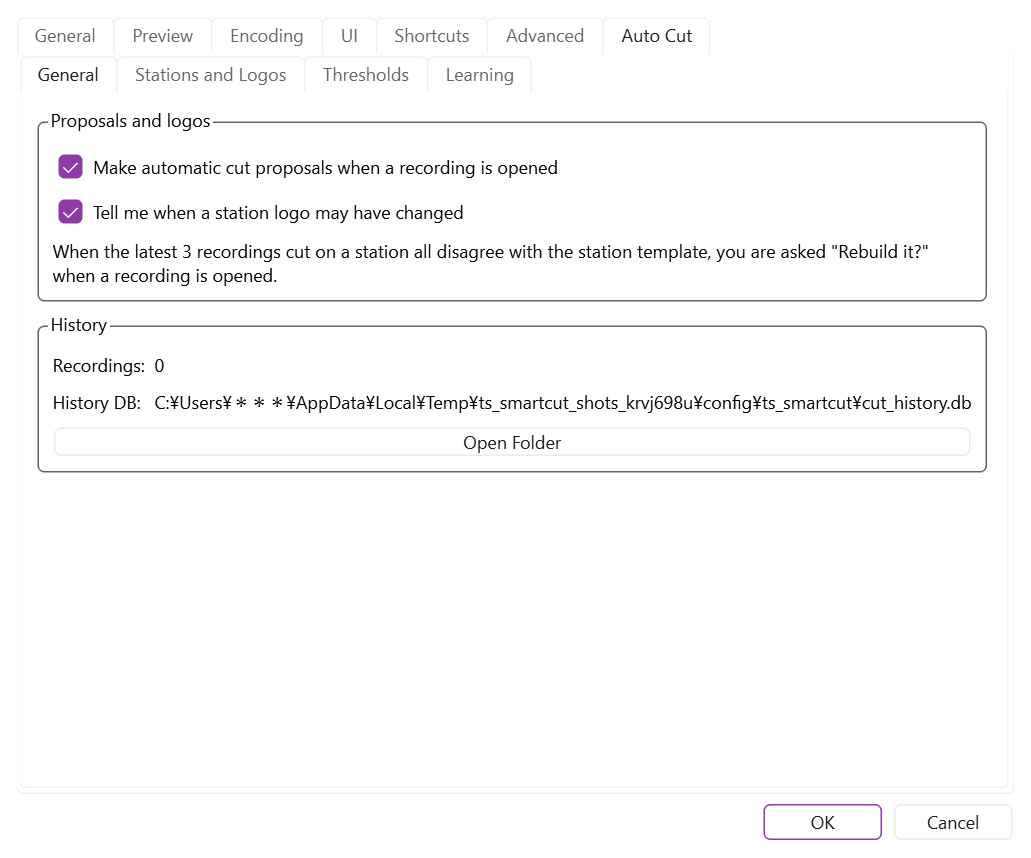 General Preview Encoding UI Shortcuts Advanced Auto Cut
General Stations and Logos Thresholds Learning
Proposals and logos
Make automatic cut proposals when a recording is opened
Tell me when a station logo may have changed
When the latest 3 recordings cut on a station all disagree with the station template, you are asked "Rebuild it?"
when a recording is opened.
History
Recordings: 0
History DB: C:¥Users¥＊＊＊¥AppData¥Local¥Temp¥ts_smartcut_shots_krvj698u¥config¥ts_smartcut¥cut_history.db
Open Folder
OK Cancel